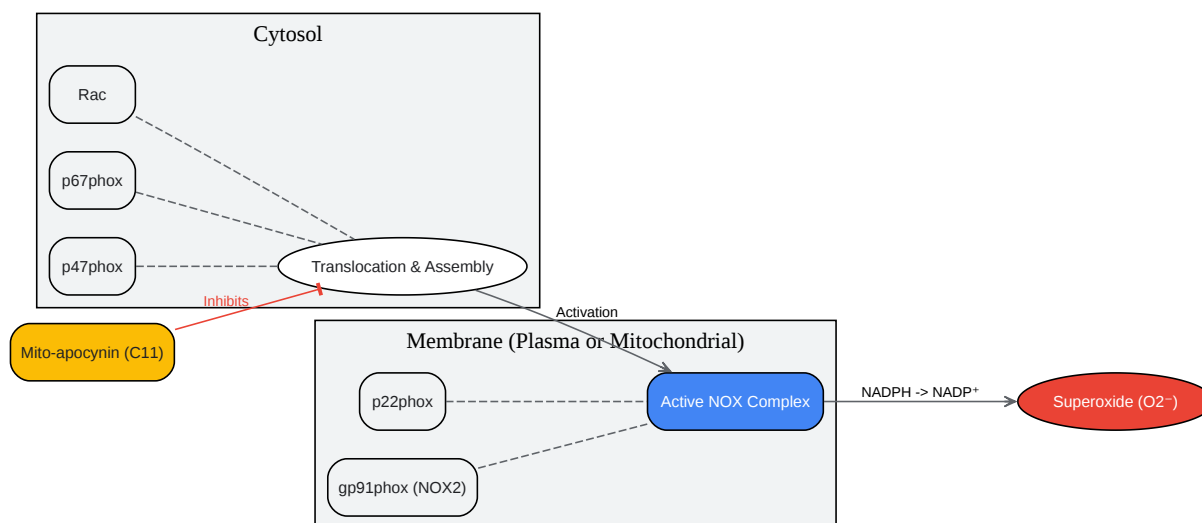 Cytosol
Rac
p67phox
p47phox
Translocation & Assembly
Inhibits
Mito-apocynin (C11)
Activation
Membrane (Plasma or Mitochondrial)
p22phox
Active NOX Complex
NADPH -> NADP⁺
Superoxide (O2⁻)
gp91phox (NOX2)